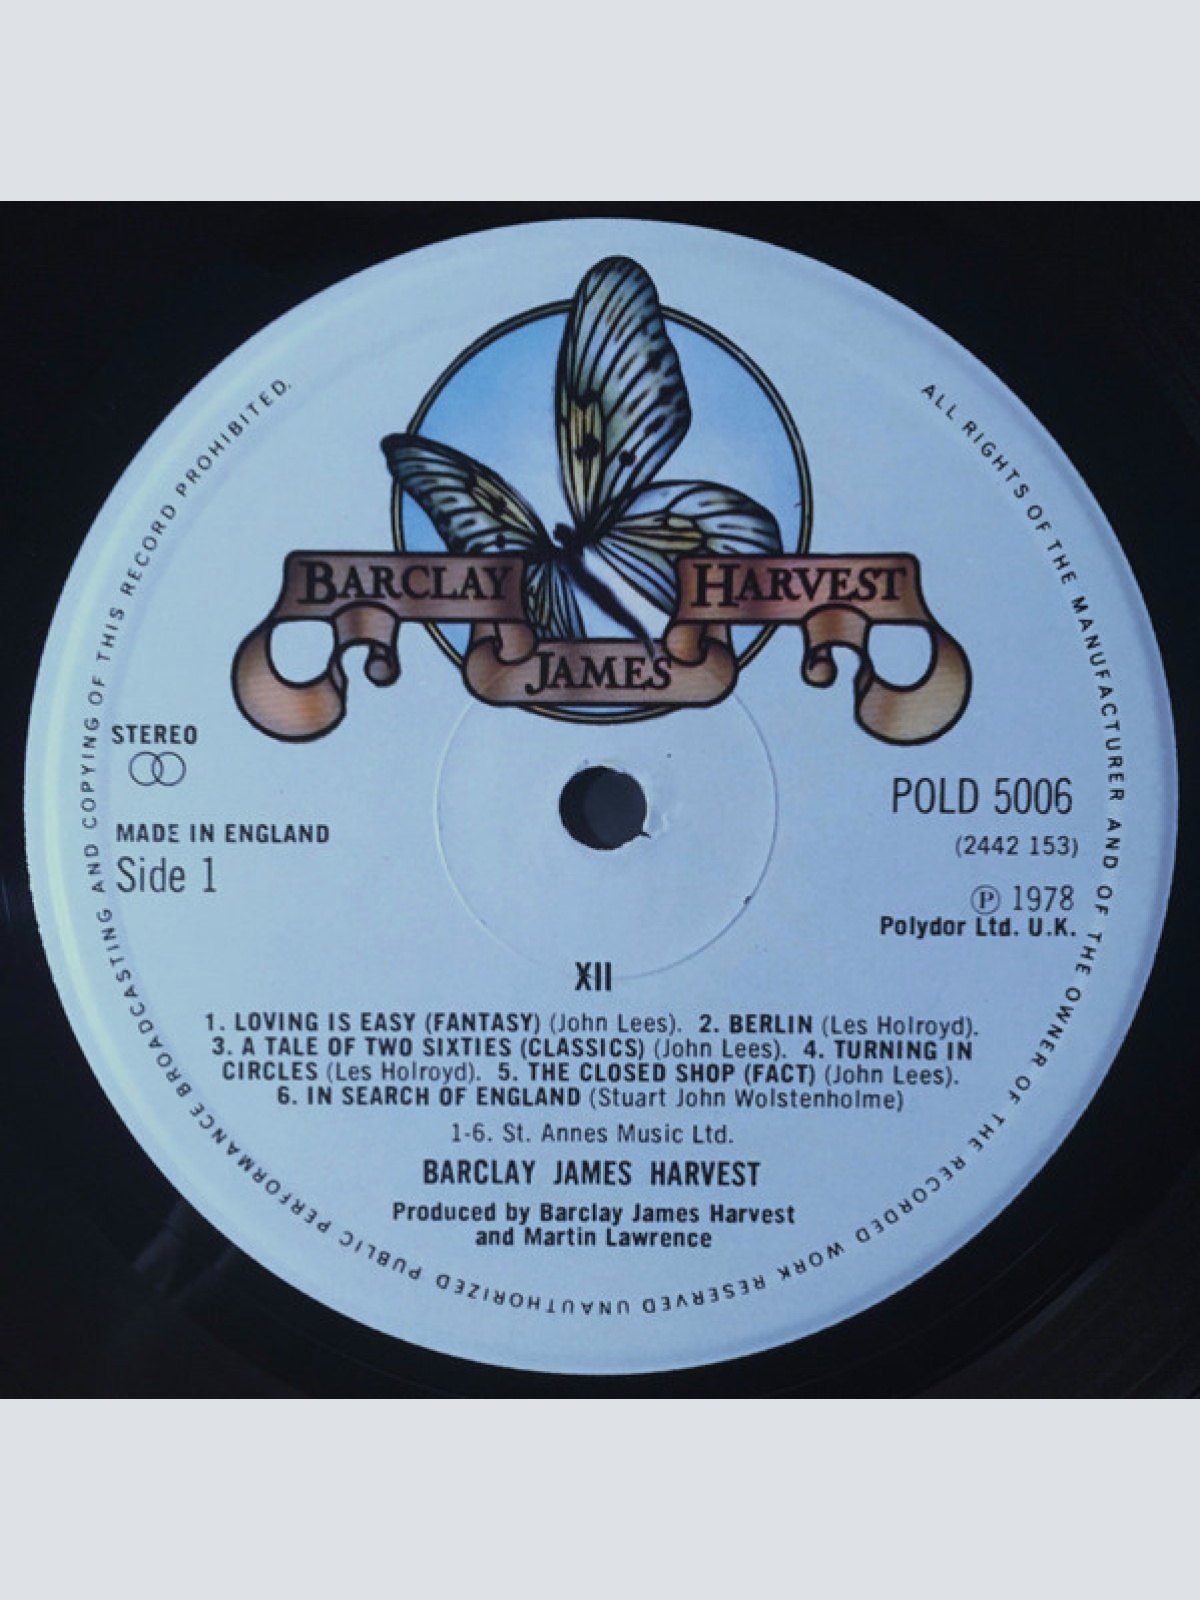 BARCLAY
JAMES
HARVEST
STEREO
MADE IN ENGLAND
Side 1
POLD 5006
(2442 153)
Ⓟ 1978
Polydor Ltd. U.K.
XII
1. LOVING IS EASY (FANTASY) (John Lees). 2. BERLIN (Les Holroyd).
3. A TALE OF TWO SIXTIES (CLASSICS) (John Lees). 4. TURNING IN
CIRCLES (Les Holroyd). 5. THE CLOSED SHOP (FACT) (John Lees).
6. IN SEARCH OF ENGLAND (Stuart John Wolstenholme)
1-6. St. Annes Music Ltd.
BARCLAY JAMES HARVEST
Produced by Barclay James Harvest
and Martin Lawrence
ALL RIGHTS OF THE MANUFACTURER AND OF THE OWNER OF THE RECORDED WORK RESERVED UNAUTHORIZED PUBLIC PERFORMANCE BROADCASTING AND COPYING OF THIS RECORD PROHIBITED.